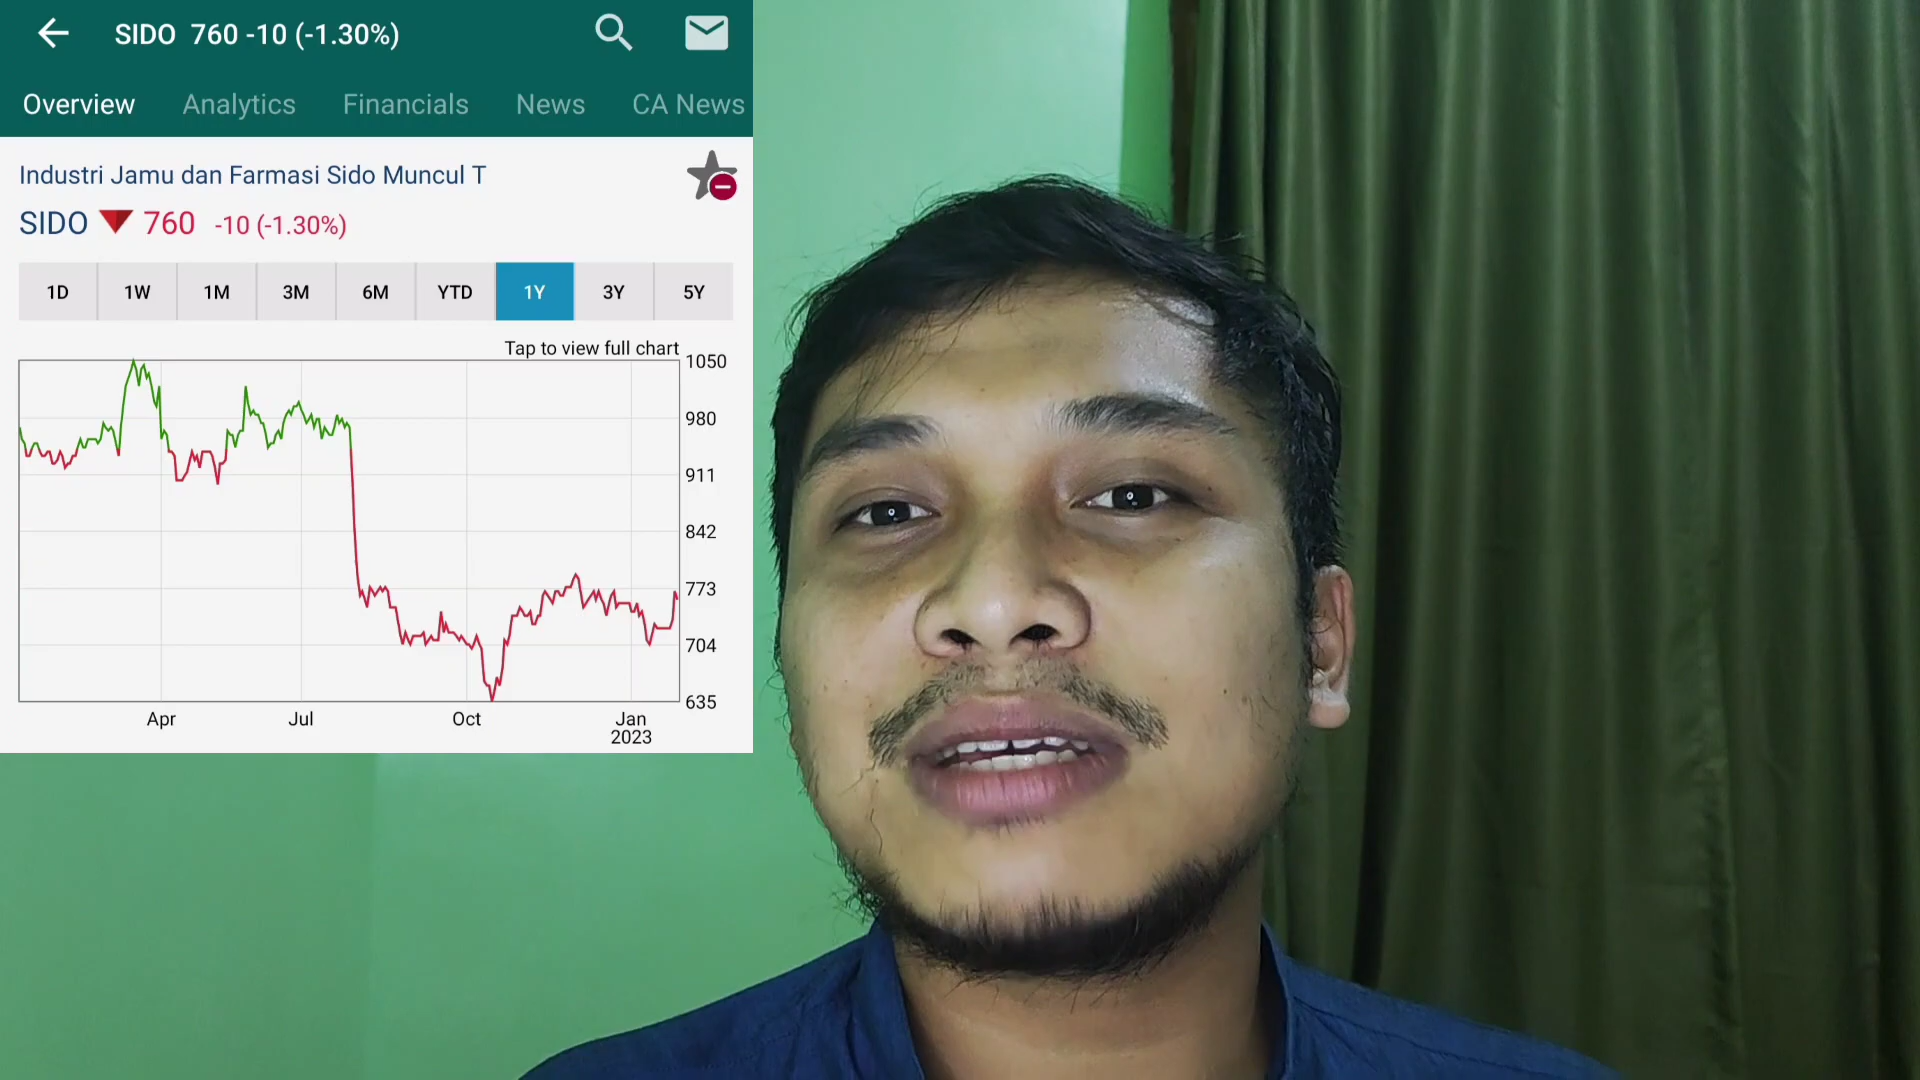 SIDO 760 -10 (-1.30%)
Overview Analytics Financials News CA News
Industri Jamu dan Farmasi Sido Muncul T
SIDO 760 -10 (-1.30%)
1D 1W 1M 3M 6M YTD 1Y 3Y 5Y
Tap to view full chart
1050
980
911
842
773
704
635
Apr Jul Oct Jan
2023